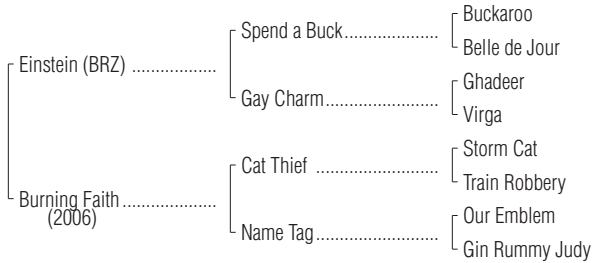 Buckaroo
Spend a Buck.....................
Belle de Jour
Einstein (BRZ) ..................
Ghadeer
Gay Charm.........................
Virga
Storm Cat
Cat Thief ...........................
Train Robbery
Burning Faith....................
(2006)
Our Emblem
Name Tag...........................
Gin Rummy Judy